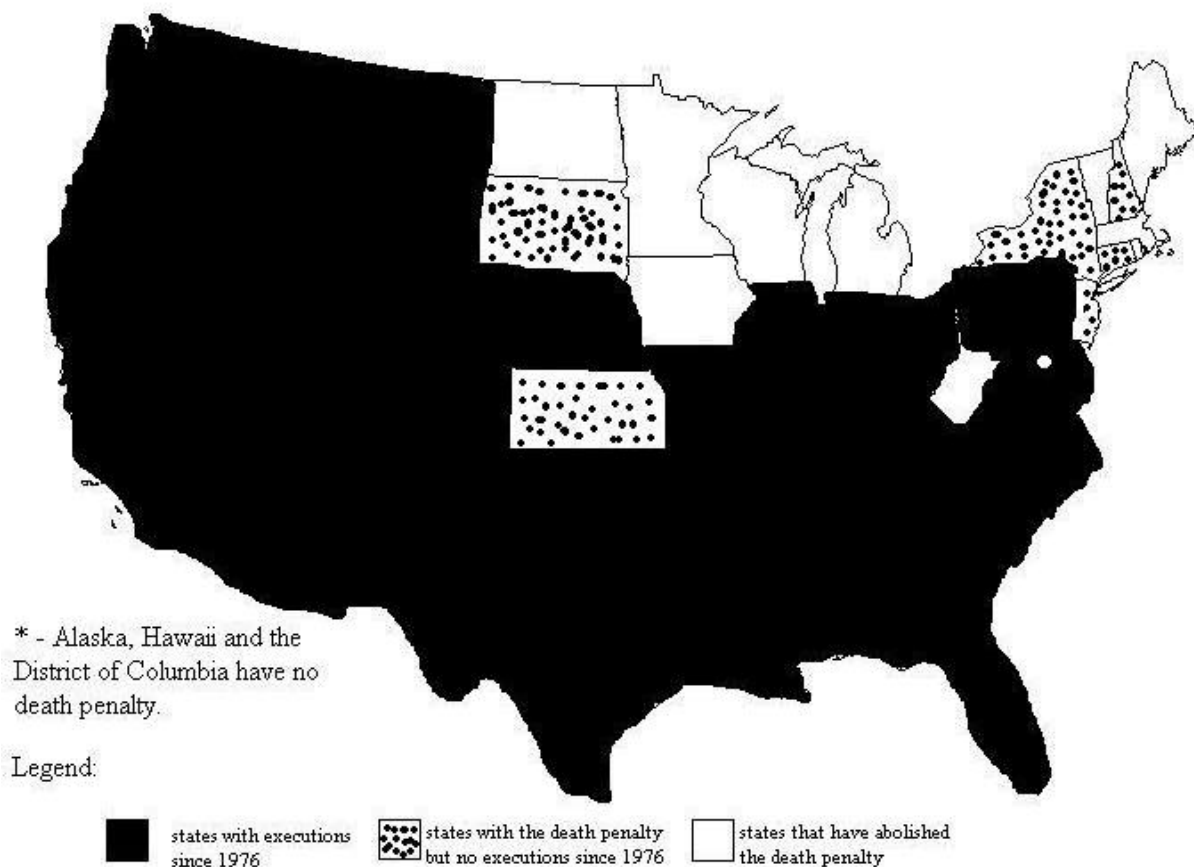 * - Alaska, Hawaii and the
District of Columbia have no
death penalty.
Legend:
states with executions
since 1976
states with the death penalty
but no executions since 1976
states that have abolished
the death penalty